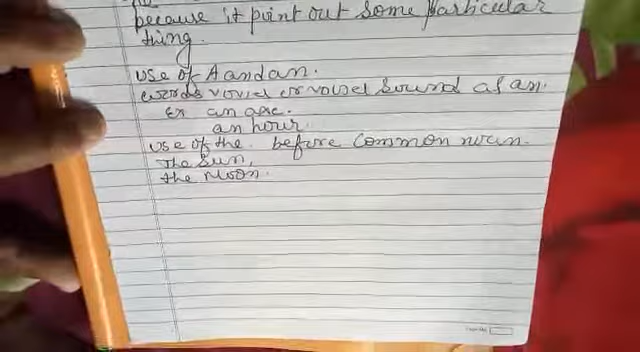 because it point out some particular
thing.
use of A and an.
words vowel or vowel sound as an.
Ex an axe.
an hour.
use of the. before common noun.
The Sun,
the Moon.